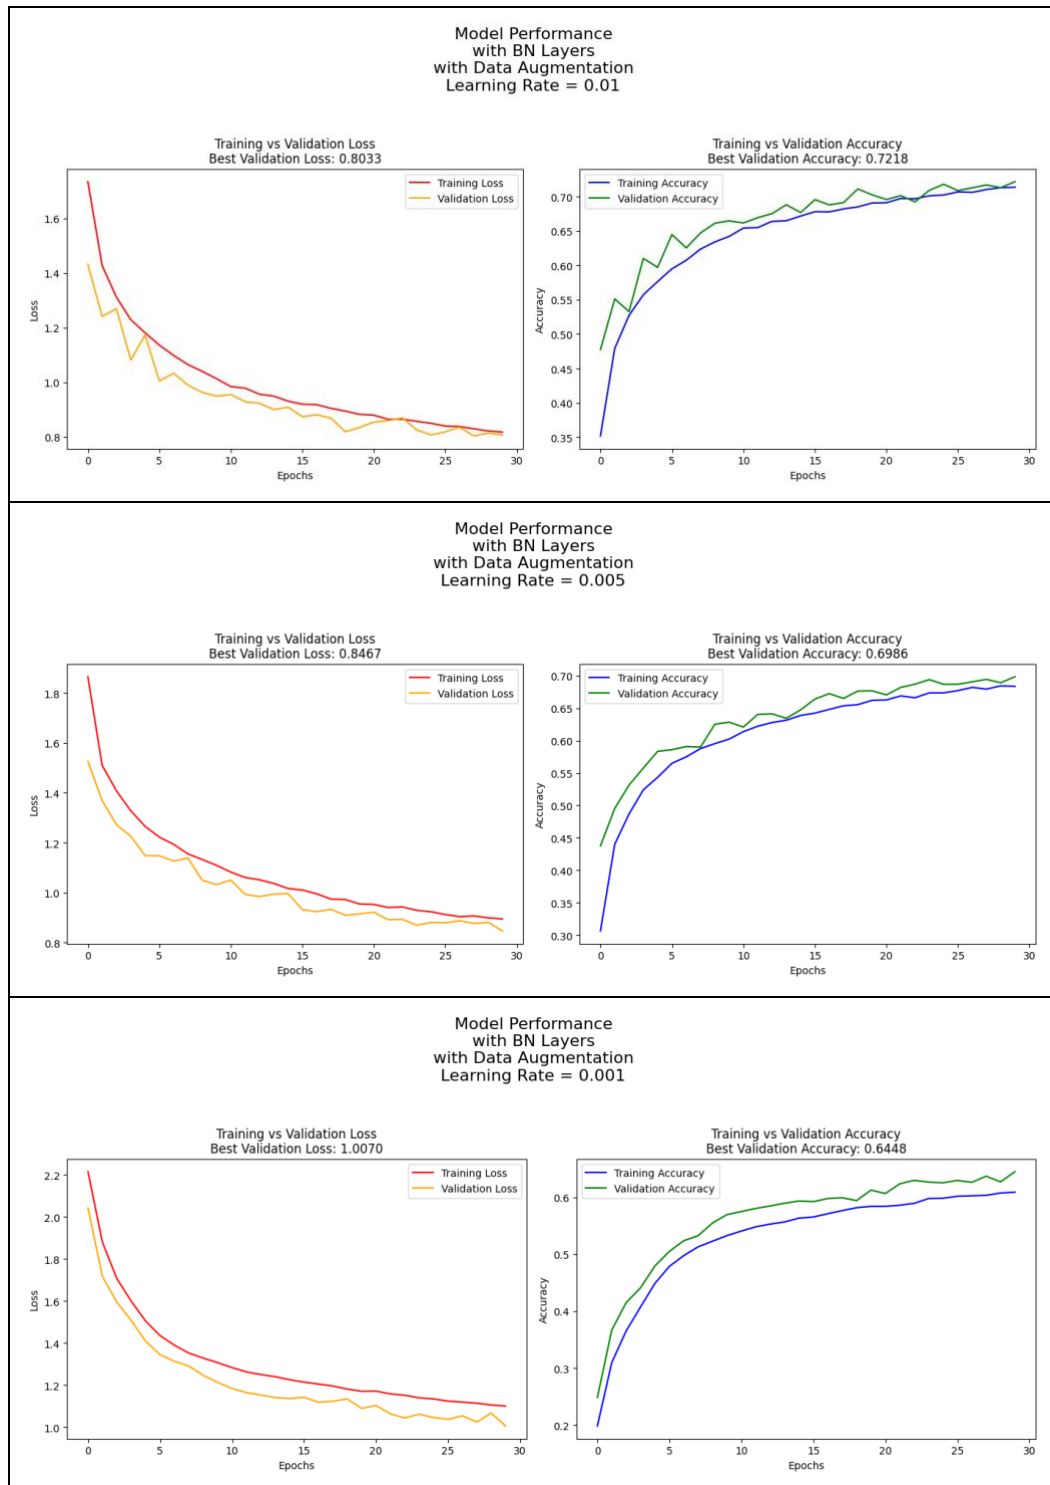 Model Performance
with BN Layers
with Data Augmentation
Learning Rate = 0.01
Training vs Validation Loss
Best Validation Loss: 0.8033
Training Loss
Validation Loss
1.6
1.4
1.2
1.0
0.8
Loss
0 5 10 15 20 25 30
Epochs
Training vs Validation Accuracy
Best Validation Accuracy: 0.7218
Training Accuracy
Validation Accuracy
0.70
0.65
0.60
0.55
0.50
0.45
0.40
0.35
Accuracy
0 5 10 15 20 25 30
Epochs
Model Performance
with BN Layers
with Data Augmentation
Learning Rate = 0.005
Training vs Validation Loss
Best Validation Loss: 0.8467
Training Loss
Validation Loss
1.8
1.6
1.4
1.2
1.0
0.8
Loss
0 5 10 15 20 25 30
Epochs
Training vs Validation Accuracy
Best Validation Accuracy: 0.6986
Training Accuracy
Validation Accuracy
0.70
0.65
0.60
0.55
0.50
0.45
0.40
0.35
0.30
Accuracy
0 5 10 15 20 25 30
Epochs
Model Performance
with BN Layers
with Data Augmentation
Learning Rate = 0.001
Training vs Validation Loss
Best Validation Loss: 1.0070
Training Loss
Validation Loss
2.2
2.0
1.8
1.6
1.4
1.2
1.0
Loss
0 5 10 15 20 25 30
Epochs
Training vs Validation Accuracy
Best Validation Accuracy: 0.6448
Training Accuracy
Validation Accuracy
0.6
0.5
0.4
0.3
0.2
Accuracy
0 5 10 15 20 25 30
Epochs